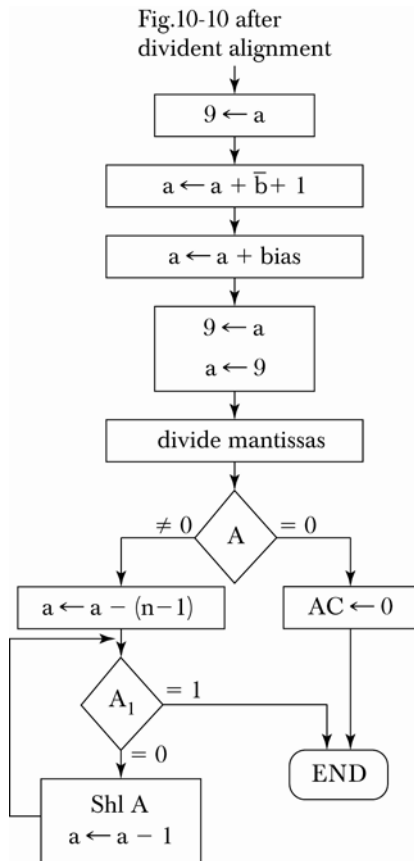 Fig.10-10 after
divident alignment
9 ← a
a ← a + b̅ + 1
a ← a + bias
9 ← a
a ← 9
divide mantissas
A
≠ 0
= 0
a ← a − (n−1)
AC ← 0
A₁
= 1
= 0
END
Shl A
a ← a − 1